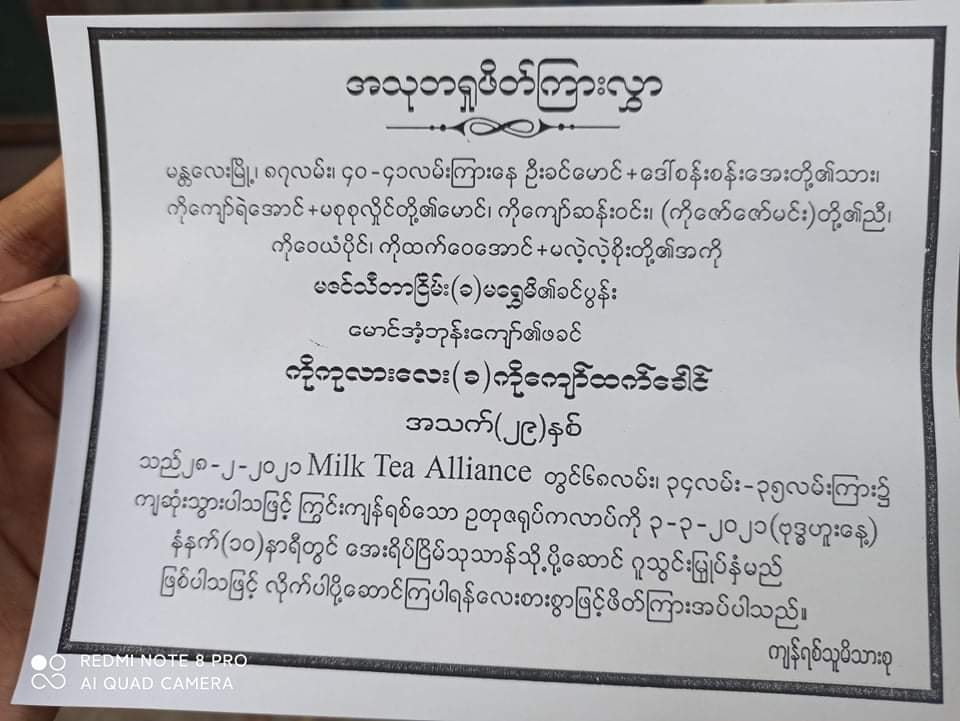 အသုဘရှုဖိတ်ကြားလွှာ
မန္တလေးမြို့၊ ၈၇လမ်း၊ ၄၀-၄၁လမ်းကြားနေ ဦးခင်မောင်+ဒေါ်စန်းစန်းအေးတို့၏သား၊
ကိုကျော်ရဲအောင်+မစုစုလှိုင်တို့၏မောင်၊ ကိုကျော်ဆန်းဝင်း၊ (ကိုဇော်ဇော်မင်း)တို့၏ညီ၊
ကိုဝေယံပိုင်၊ ကိုထက်ဝေအောင်+မလဲ့လဲ့စိုးတို့၏အကို
မဇင်သီတာငြိမ်း(ခ)မရွှေမိ၏ခင်ပွန်း
မောင်အံ့ဘုန်းကျော်၏ဖခင်
ကိုကုလားလေး(ခ)ကိုကျော်ထက်ခေါင်
အသက်(၂၉)နှစ်
သည်၂၈-၂-၂၀၂၁ Milk Tea Alliance တွင်၆၈လမ်း၊ ၃၄လမ်း-၃၅လမ်းကြား၌
ကျဆုံးသွားပါသဖြင့် ကြွင်းကျန်ရစ်သော ဥတုဇရုပ်ကလာပ်ကို ၃-၃-၂၀၂၁(ဗုဒ္ဓဟူးနေ့)
နံနက်(၁၀)နာရီတွင် အေးရိပ်ငြိမ်သုသာန်သို့ပို့ဆောင် ဂူသွင်းမြှုပ်နှံမည်
ဖြစ်ပါသဖြင့် လိုက်ပါပို့ဆောင်ကြပါရန်လေးစားစွာဖြင့်ဖိတ်ကြားအပ်ပါသည်။
ကျန်ရစ်သူမိသားစု
REDMI NOTE 8 PRO
AI QUAD CAMERA